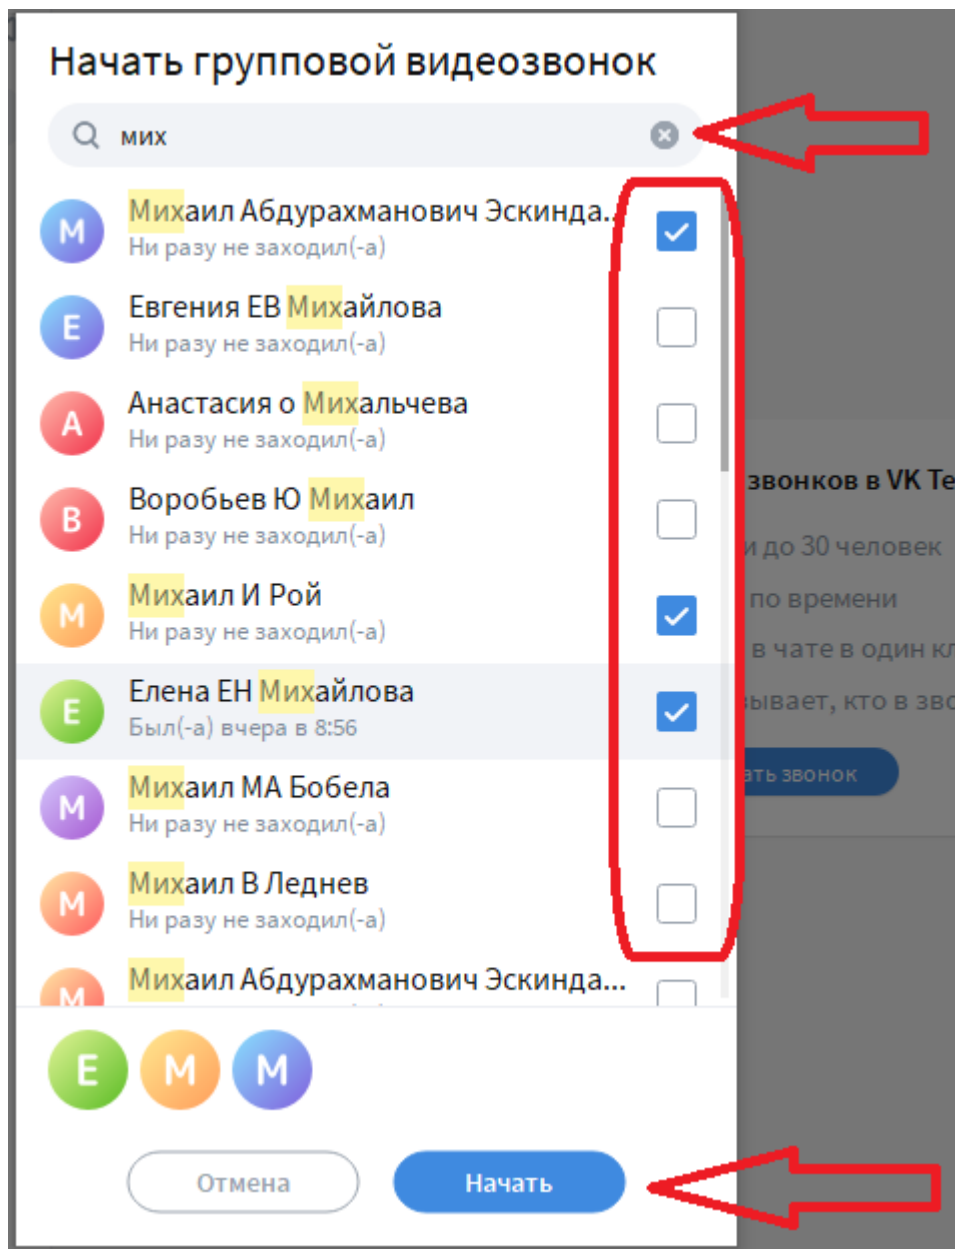 Начать групповой видеозвонок
мих
М
Михаил Абдурахманович Эскинда...
Ни разу не заходил(-а)
Е
Евгения ЕВ Михайлова
Ни разу не заходил(-а)
А
Анастасия о Михальчева
Ни разу не заходил(-а)
В
Воробьев Ю Михаил
Ни разу не заходил(-а)
М
Михаил И Рой
Ни разу не заходил(-а)
Е
Елена ЕН Михайлова
Был(-а) вчера в 8:56
М
Михаил МА Бобела
Ни разу не заходил(-а)
М
Михаил В Леднев
Ни разу не заходил(-а)
М
Михаил Абдурахманович Эскинда...
Е М М
Отмена Начать
звонков в VK Te
и до 30 человек
по времени
в чате в один кл
зывает, кто в зво
ать звонок